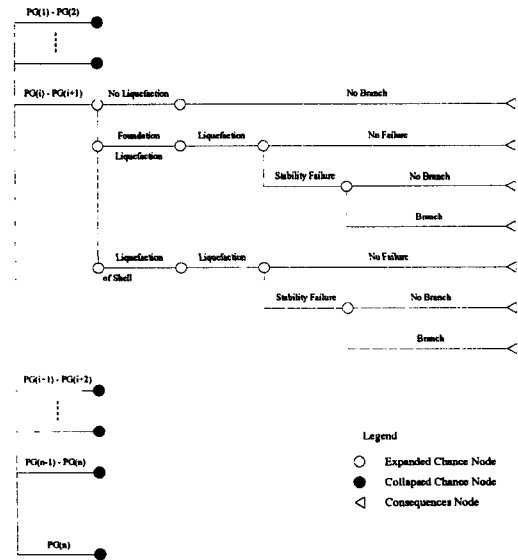 PG(1) - PG(2)
PG(i) - PG(i+1)
No Liquefaction
No Branch
Foundation
Liquefaction
Liquefaction
No Failure
Stability Failure
No Branch
Branch
Liquefaction
of Shell
Liquefaction
No Failure
Stability Failure
No Branch
Branch
PG(i+1) - PG(i+2)
PG(n-1) - PG(n)
PG(n)
Legend
Expanded Chance Node
Collapsed Chance Node
Consequences Node